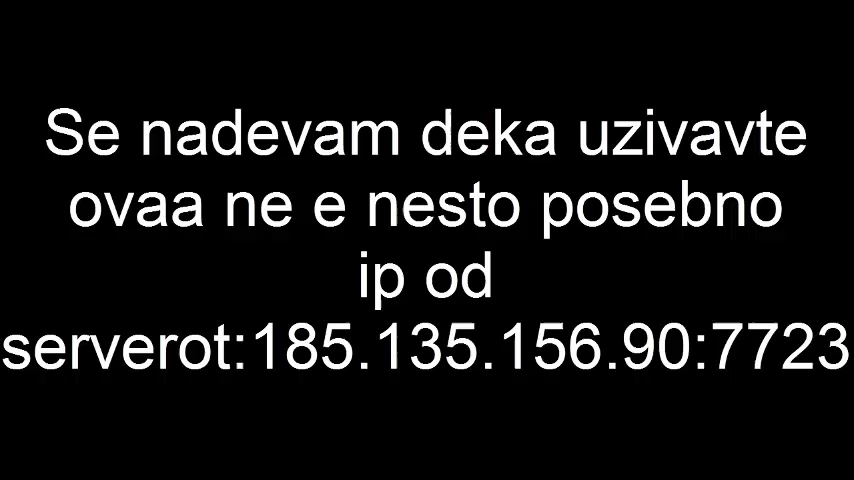 Se nadevam deka uzivavte
ovaa ne e nesto posebno
ip od
serverot:185.135.156.90:7723